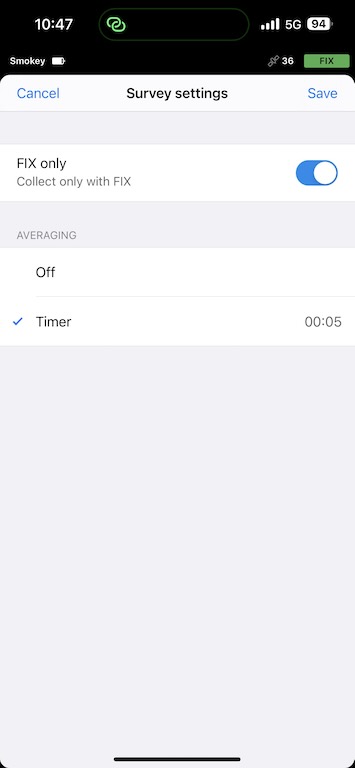 10:47 5G 94
Smokey 36 FIX
Cancel Survey settings Save
FIX only
Collect only with FIX
AVERAGING
Off
Timer 00:05